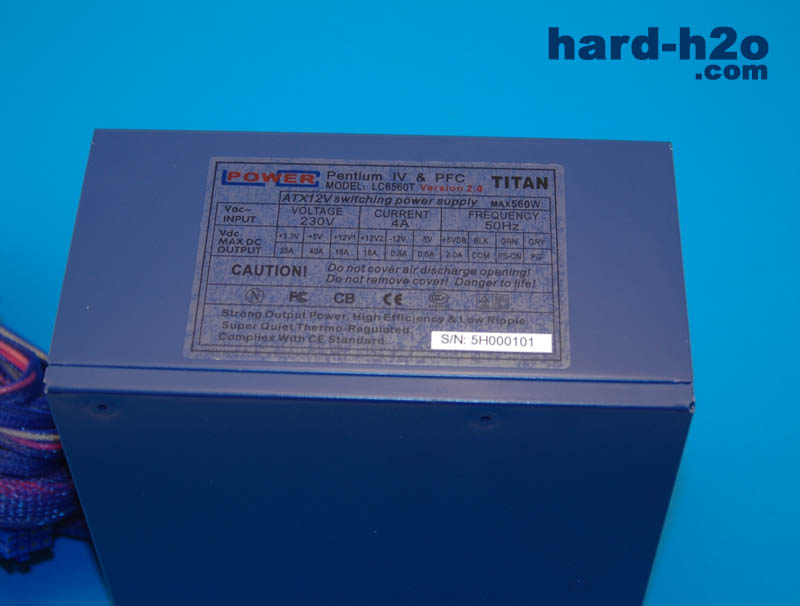 hard-h2o
.com
LC POWER Pentium IV & PFC TITAN
MODEL: LC6560T Version 2.0
ATX12V switching power supply MAX560W
Vac~ INPUT VOLTAGE 230V CURRENT 4A FREQUENCY 50Hz
Vdc +3.3V +5V +12V1 +12V2 -12V -5V +5VSB BLK GRN GRY
MAX DC OUTPUT 35A 40A 16A 18A 0.8A 2.0A COM PS-ON PG
CAUTION! Do not cover air discharge opening!
Do not remove cover! Danger to life!
N FC CB CE
Strong Output Power, High Efficiency & Low Ripple.
Super Quiet Thermo-Regulated.
Complies With CE Standard.
S/N: 5H000101